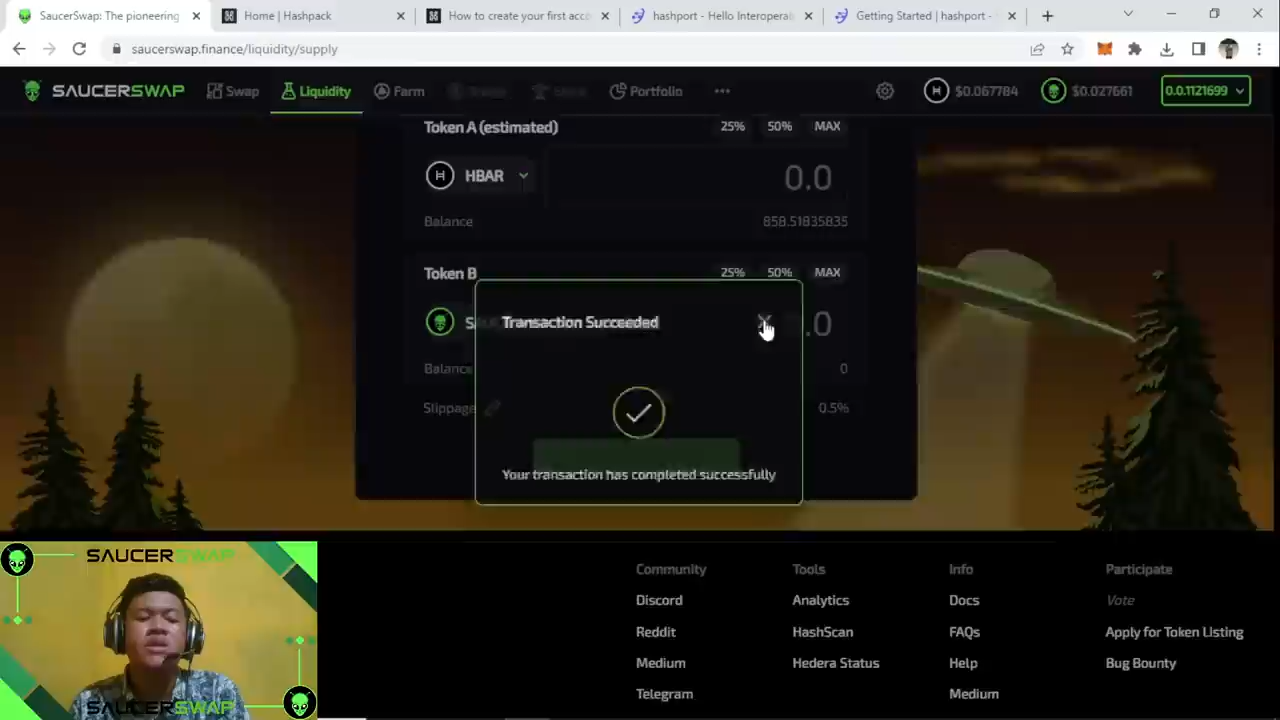 SaucerSwap: The pioneering
Home | Hashpack
How to create your first acc
hashport - Hello Interopera
Getting Started | hashport -
saucerswap.finance/liquidity/supply
SAUCERSWAP
Swap
Liquidity
Farm
Portfolio
$0.067784
$0.027661
0.0.1121699
Token A (estimated)
25% 50% MAX
HBAR
0.0
Balance
858.51835835
Token B
25% 50% MAX
Transaction Succeeded
.0
Balance
0
Slippage
0.5%
Your transaction has completed successfully
SAUCERSWAP
SAUCERSWAP
Community
Discord
Reddit
Medium
Telegram
Tools
Analytics
HashScan
Hedera Status
Info
Docs
FAQs
Help
Medium
Participate
Vote
Apply for Token Listing
Bug Bounty